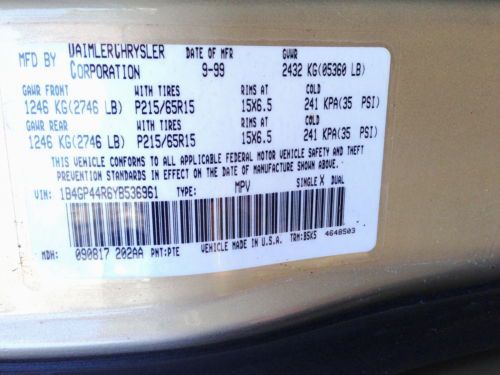 MFD BY DAIMLERCHRYSLER CORPORATION DATE OF MFR 9-99 GVWR 2432 KG(05360 LB)
GAWR FRONT WITH TIRES RIMS AT COLD
1246 KG(2746 LB) P215/65R15 15X6.5 241 KPA(35 PSI)
GAWR REAR WITH TIRES RIMS AT COLD
1246 KG(2746 LB) P215/65R15 15X6.5 241 KPA(35 PSI)
THIS VEHICLE CONFORMS TO ALL APPLICABLE FEDERAL MOTOR VEHICLE SAFETY AND THEFT
PREVENTION STANDARDS IN EFFECT ON THE DATE OF MANUFACTURE SHOWN ABOVE.
VIN: 1B4GP44R6YB536961 TYPE: MPV SINGLE X DUAL
MDH: 090817 202AA PNT:PTE VEHICLE MADE IN U.S.A. TRM:BSK5 4648503